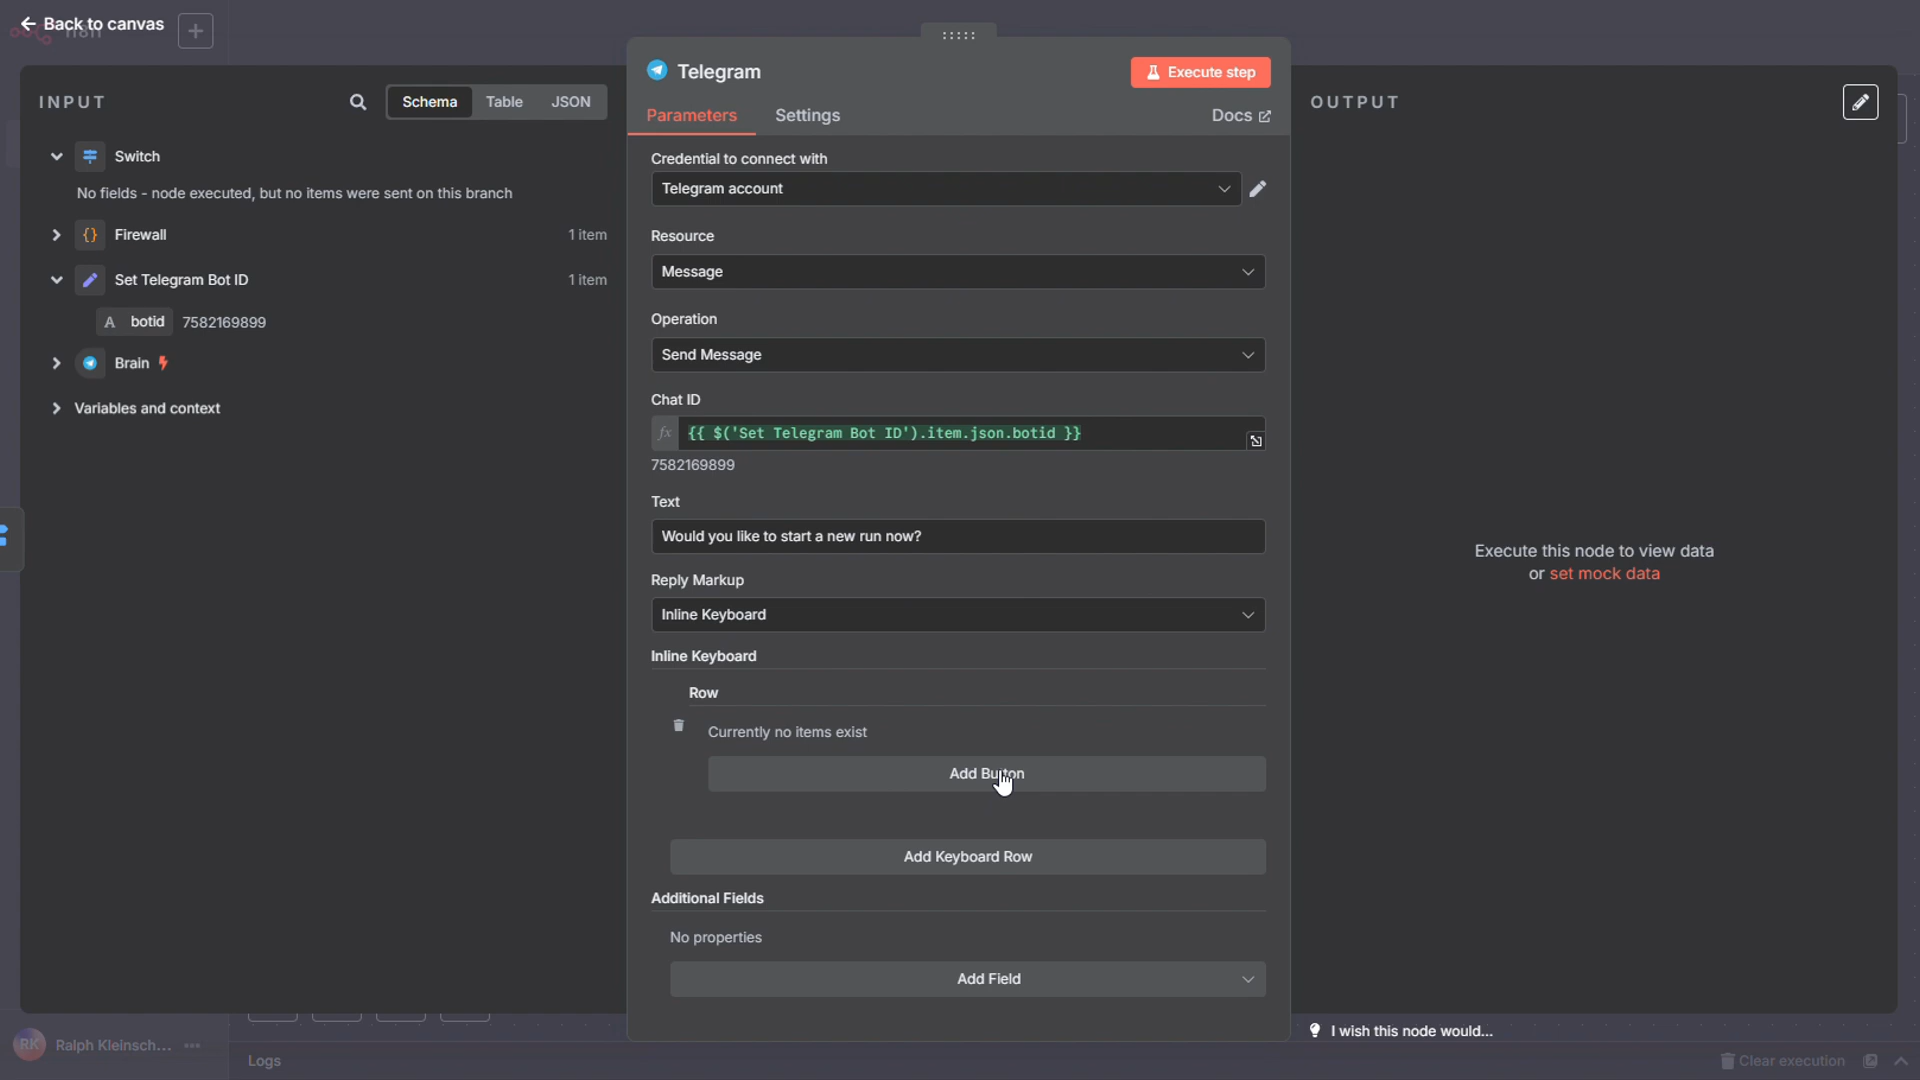 Back to canvas
n8n
INPUT
Schema
Table
JSON
Switch
No fields - node executed, but no items were sent on this branch
Firewall
1 item
Set Telegram Bot ID
1 item
A botid 7582169899
Brain
Variables and context
Telegram
Execute step
Parameters
Settings
Docs
Credential to connect with
Telegram account
Resource
Message
Operation
Send Message
Chat ID
fx {{ $('Set Telegram Bot ID').item.json.botid }}
7582169899
Text
Would you like to start a new run now?
Reply Markup
Inline Keyboard
Inline Keyboard
Row
Currently no items exist
Add Button
Add Keyboard Row
Additional Fields
No properties
Add Field
OUTPUT
Execute this node to view data
or set mock data
I wish this node would...
RK
Ralph Kleinsch...
Logs
Clear execution